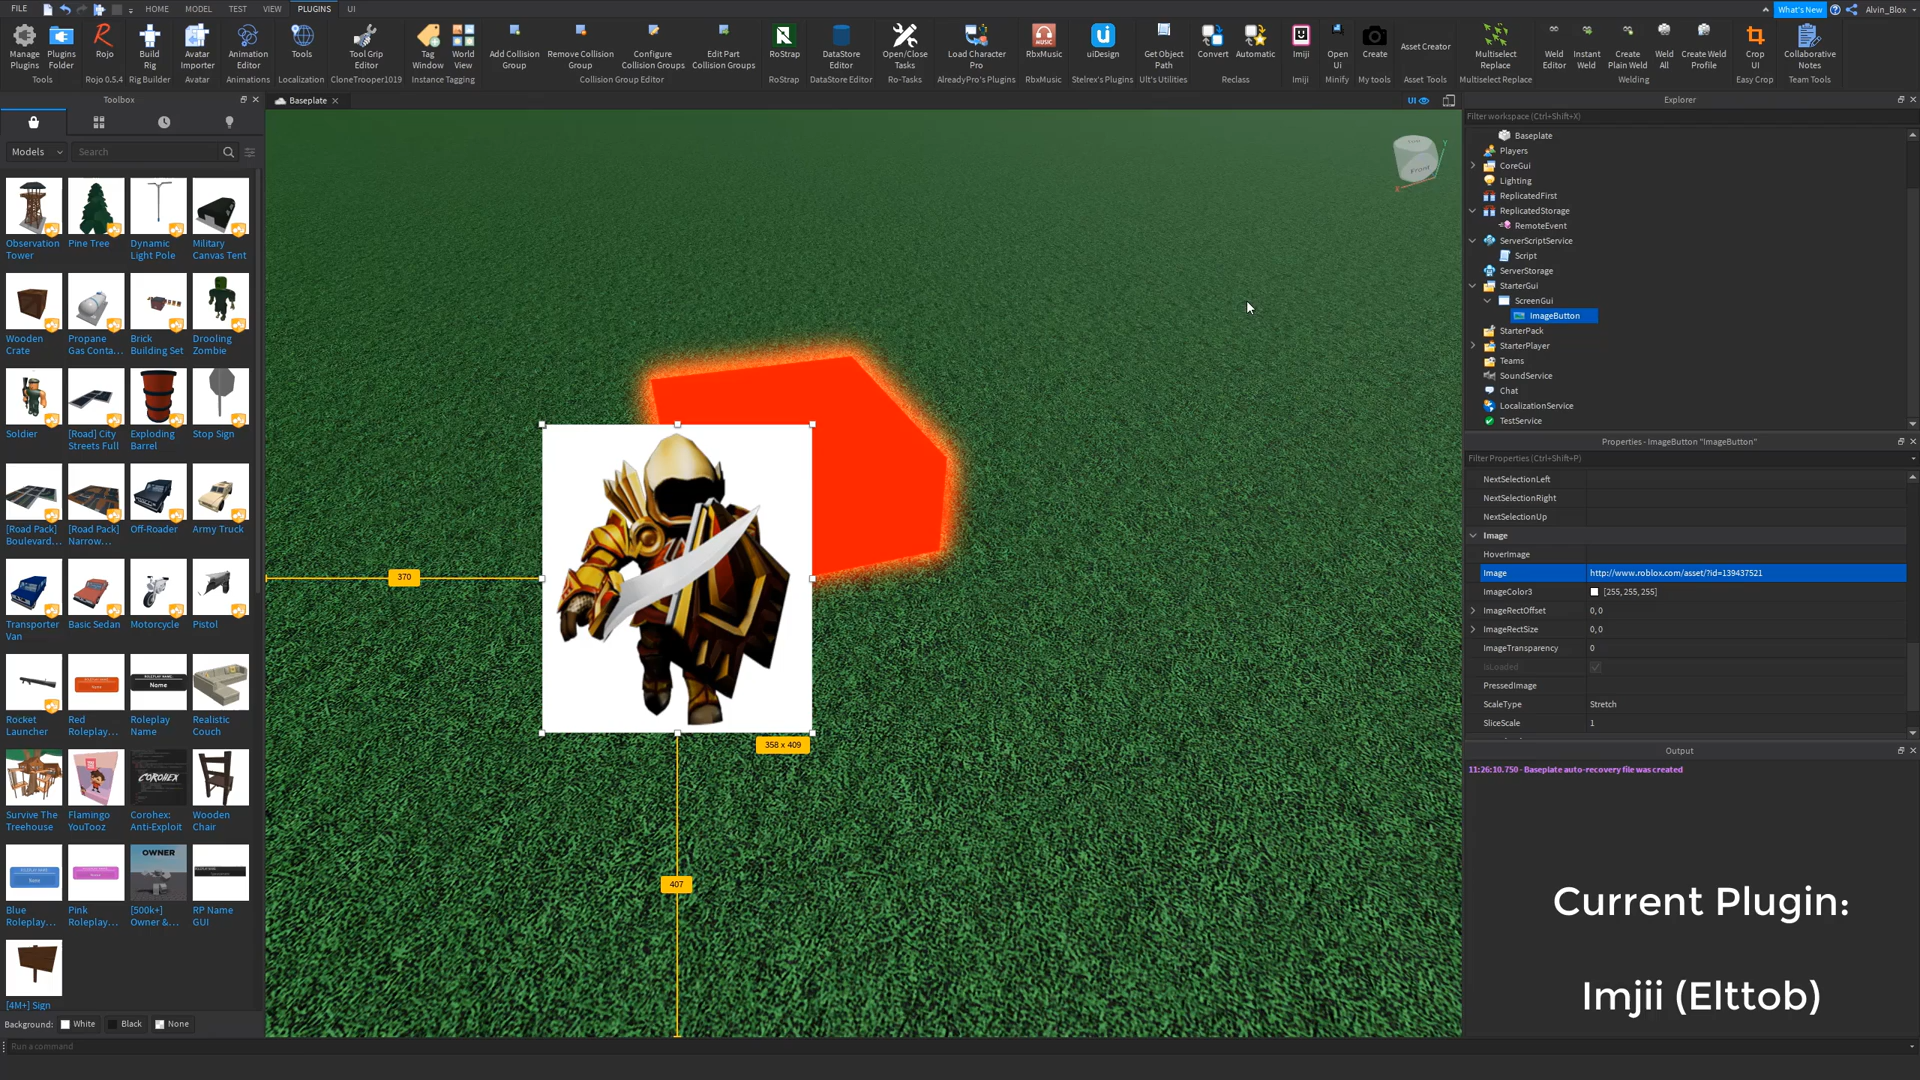 FILE HOME MODEL TEST VIEW PLUGINS UI What's New Alvin_Blox
Manage Plugins
Plugins Folder
Rojo
Build Rig
Avatar Importer
Animation Editor
Tools
Tool Grip Editor
Tag Window
World View
Add Collision Group
Remove Collision Group
Configure Collision Groups
Edit Part Collision Groups
RoStrap
DataStore Editor
Open/Close Tasks
Load Character Pro
RbxMusic
uiDesign
Get Object Path
Convert
Automatic
Imiji
Open Ui
Create
Asset Creator
Multiselect Replace
Weld Editor
Instant Weld
Create Plain Weld
Weld All
Create Weld Profile
Crop UI
Collaborative Notes
Tools Rojo 0.5.4 Rig Builder Avatar Animations Localization CloneTrooper1019 Instance Tagging Collision Group Editor RoStrap DataStore Editor Ro-Tasks AlreadyPro's Plugins RbxMusic Stelrex's Plugins Ult's Utilities Reclass Imiji Minify My tools Asset Tools Multiselect Replace Welding Easy Crop Team Tools
Toolbox
Models Search
Observation Tower
Pine Tree
Dynamic Light Pole
Military Canvas Tent
Wooden Crate
Propane Gas Conta...
Brick Building Set
Drooling Zombie
Soldier
[Road] City Streets Full
Exploding Barrel
Stop Sign
[Road Pack] Boulevard...
[Road Pack] Narrow...
Off-Roader
Army Truck
Transporter Van
Basic Sedan
Motorcycle
Pistol
Rocket Launcher
Red Roleplay...
Roleplay Name
Realistic Couch
Survive The Treehouse
Flamingo YouTooz
Corohex: Anti-Exploit
Wooden Chair
OWNER
Blue Roleplay...
Pink Roleplay...
[500k+] Owner &...
RP Name GUI
[4M+] Sign
Background: White Black None
Run a command
Baseplate
UI
Front
370
358 x 409
407
Explorer
Filter workspace (Ctrl+Shift+X)
Baseplate
Players
CoreGui
Lighting
ReplicatedFirst
ReplicatedStorage
RemoteEvent
ServerScriptService
Script
ServerStorage
StarterGui
ScreenGui
ImageButton
StarterPack
StarterPlayer
Teams
SoundService
Chat
LocalizationService
TestService
Properties - ImageButton "ImageButton"
Filter Properties (Ctrl+Shift+P)
NextSelectionLeft
NextSelectionRight
NextSelectionUp
Image
HoverImage
Image http://www.roblox.com/asset/?id=139437521
ImageColor3 [255, 255, 255]
ImageRectOffset 0, 0
ImageRectSize 0, 0
ImageTransparency 0
IsLoaded
PressedImage
ScaleType Stretch
SliceScale 1
Output
11:26:10.750 - Baseplate auto-recovery file was created
Current Plugin:
Imjii (Elttob)